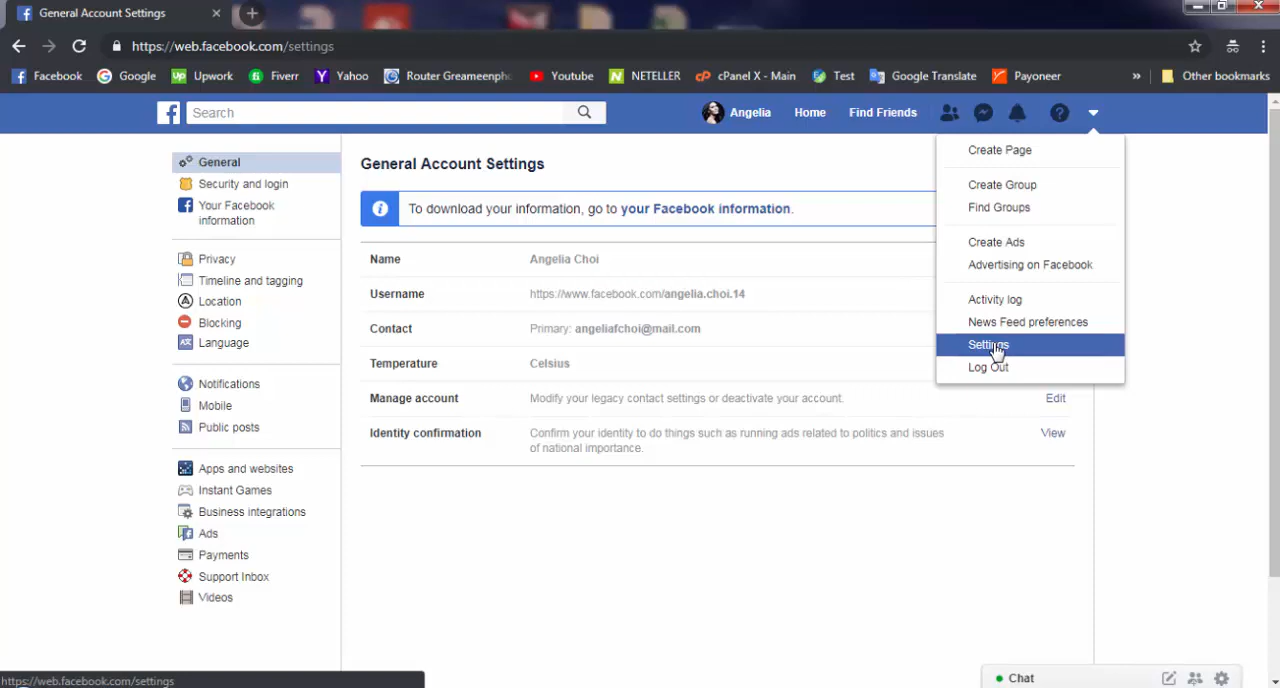 General Account Settings
https://web.facebook.com/settings
Facebook Google Upwork Fiverr Yahoo Router Greameenpho YouTube NETELLER cPanel X - Main Test Google Translate Payoneer » Other bookmarks
Search
Angelia Home Find Friends
General
Security and login
Your Facebook
information
Privacy
Timeline and tagging
Location
Blocking
Language
Notifications
Mobile
Public posts
Apps and websites
Instant Games
Business integrations
Ads
Payments
Support Inbox
Videos
General Account Settings
To download your information, go to your Facebook information.
Name Angelia Choi
Username https://www.facebook.com/angelia.choi.14
Contact Primary: angeliafchoi@mail.com
Temperature Celsius
Manage account Modify your legacy contact settings or deactivate your account. Edit
Identity confirmation Confirm your identity to do things such as running ads related to politics and issues View
of national importance.
Create Page
Create Group
Find Groups
Create Ads
Advertising on Facebook
Activity log
News Feed preferences
Settings
Log Out
Chat
https://web.facebook.com/settings